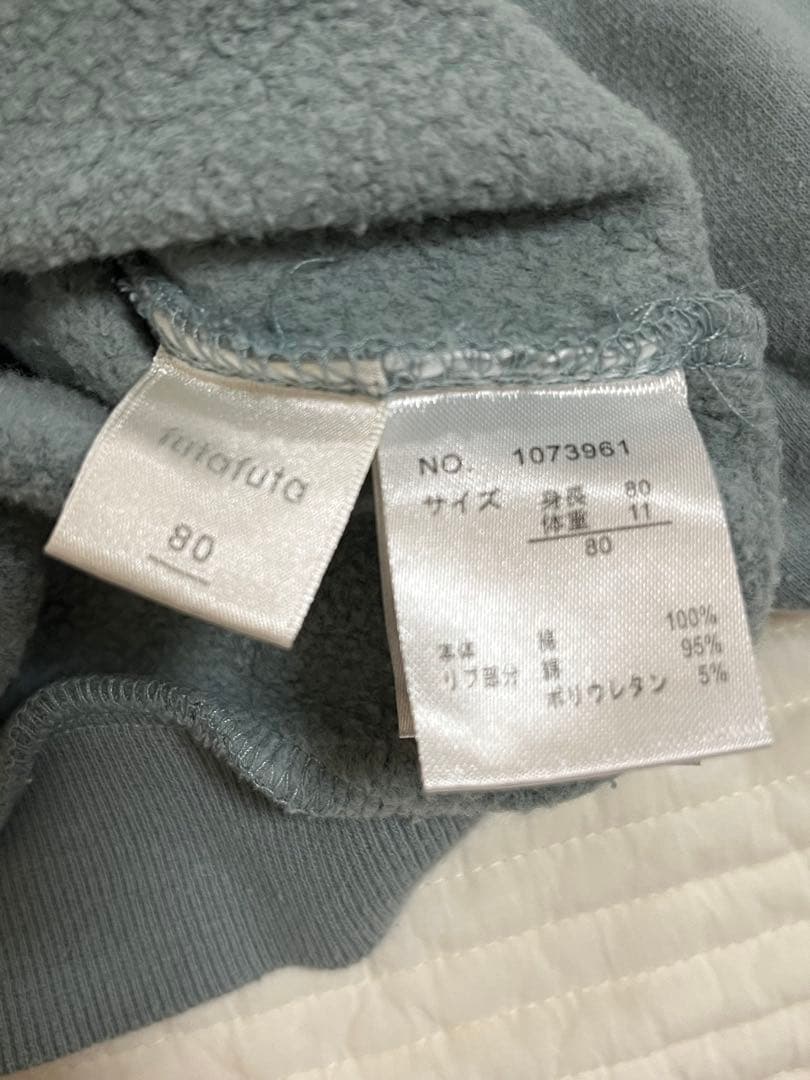 futafuta
80
NO. 1073961
サイズ 身長 80
体重 11
80
本体 綿 100%
リブ部分 綿 95%
ポリウレタン 5%